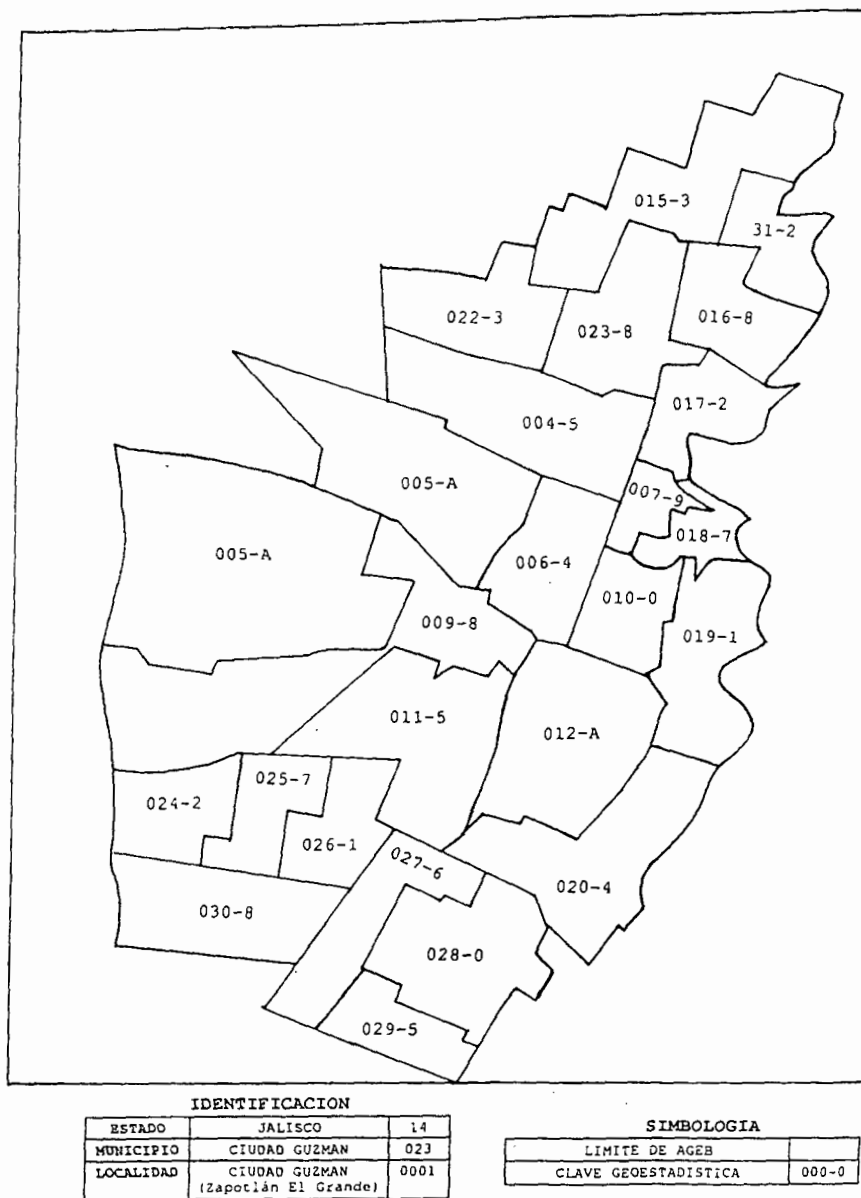 015-3
31-2
022-3
023-8
016-8
004-5
017-2
005-A
007-9
018-7
005-A
006-4
010-0
009-8
019-1
011-5
012-A
025-7
024-2
026-1
027-6
020-4
030-8
028-0
029-5
IDENTIFICACION
ESTADO JALISCO 14
MUNICIPIO CIUDAD GUZMAN 023
LOCALIDAD CIUDAD GUZMAN 0001
(Zapotlán El Grande)
SIMBOLOGIA
LIMITE DE AGEB
CLAVE GEOESTADISTICA 000-0